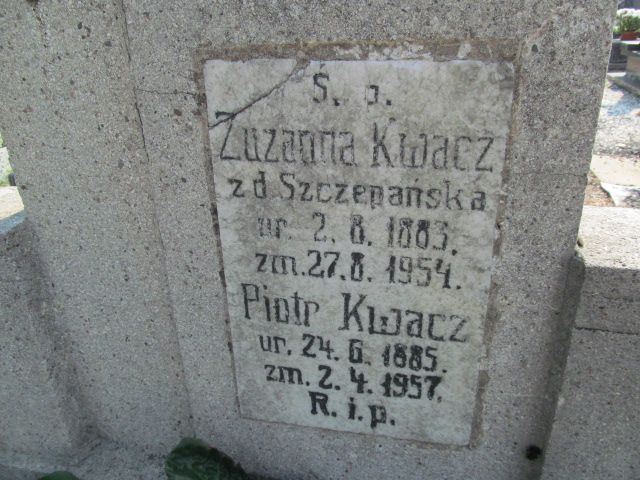 Ś. p.
Zuzanna Kwacz
z d Szczepańska
ur. 2. 8. 1883.
zm. 27. 8. 1954.
Piotr Kwacz
ur. 24. 6. 1885.
zm. 2. 4. 1957.
R. i. p.